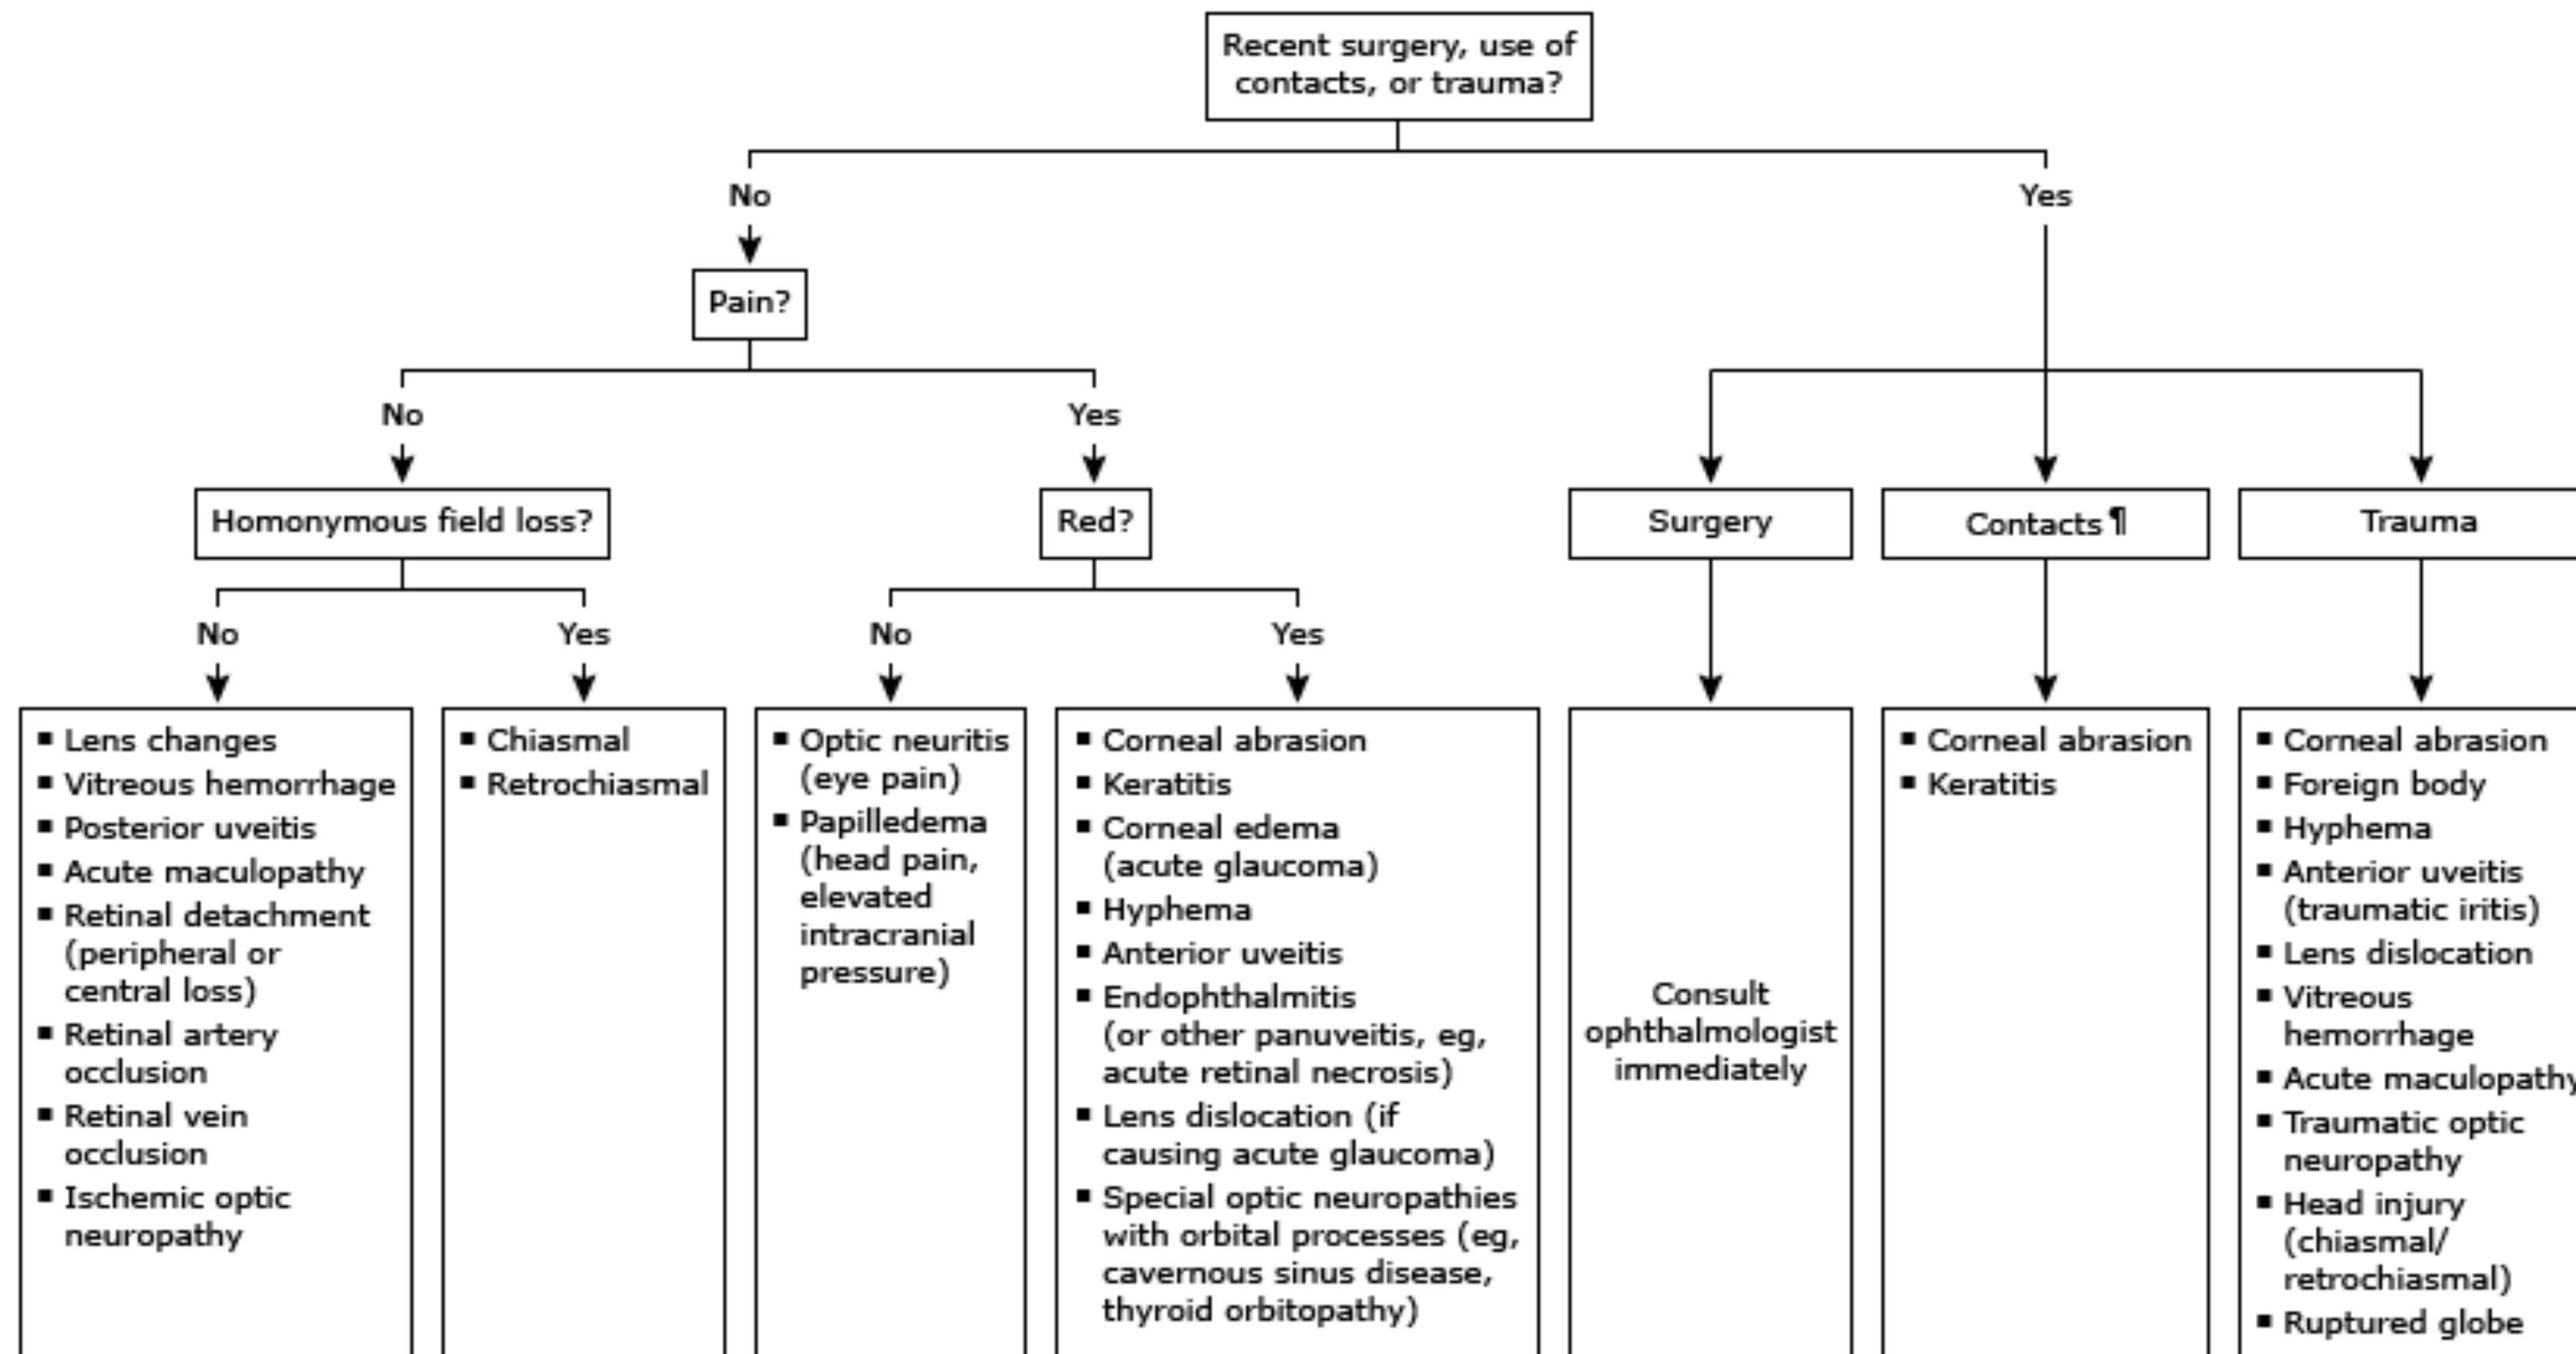 Recent surgery, use of
contacts, or trauma?
No
Yes
Pain?
No
Yes
Homonymous field loss?
Red?
Surgery
Contacts ¶
Trauma
No
Yes
No
Yes
▪ Lens changes
▪ Vitreous hemorrhage
▪ Posterior uveitis
▪ Acute maculopathy
▪ Retinal detachment
(peripheral or
central loss)
▪ Retinal artery
occlusion
▪ Retinal vein
occlusion
▪ Ischemic optic
neuropathy
▪ Chiasmal
▪ Retrochiasmal
▪ Optic neuritis
(eye pain)
▪ Papilledema
(head pain,
elevated
intracranial
pressure)
▪ Corneal abrasion
▪ Keratitis
▪ Corneal edema
(acute glaucoma)
▪ Hyphema
▪ Anterior uveitis
▪ Endophthalmitis
(or other panuveitis, eg,
acute retinal necrosis)
▪ Lens dislocation (if
causing acute glaucoma)
▪ Special optic neuropathies
with orbital processes (eg,
cavernous sinus disease,
thyroid orbitopathy)
Consult
ophthalmologist
immediately
▪ Corneal abrasion
▪ Keratitis
▪ Corneal abrasion
▪ Foreign body
▪ Hyphema
▪ Anterior uveitis
(traumatic iritis)
▪ Lens dislocation
▪ Vitreous
hemorrhage
▪ Acute maculopathy
▪ Traumatic optic
neuropathy
▪ Head injury
(chiasmal/
retrochiasmal)
▪ Ruptured globe